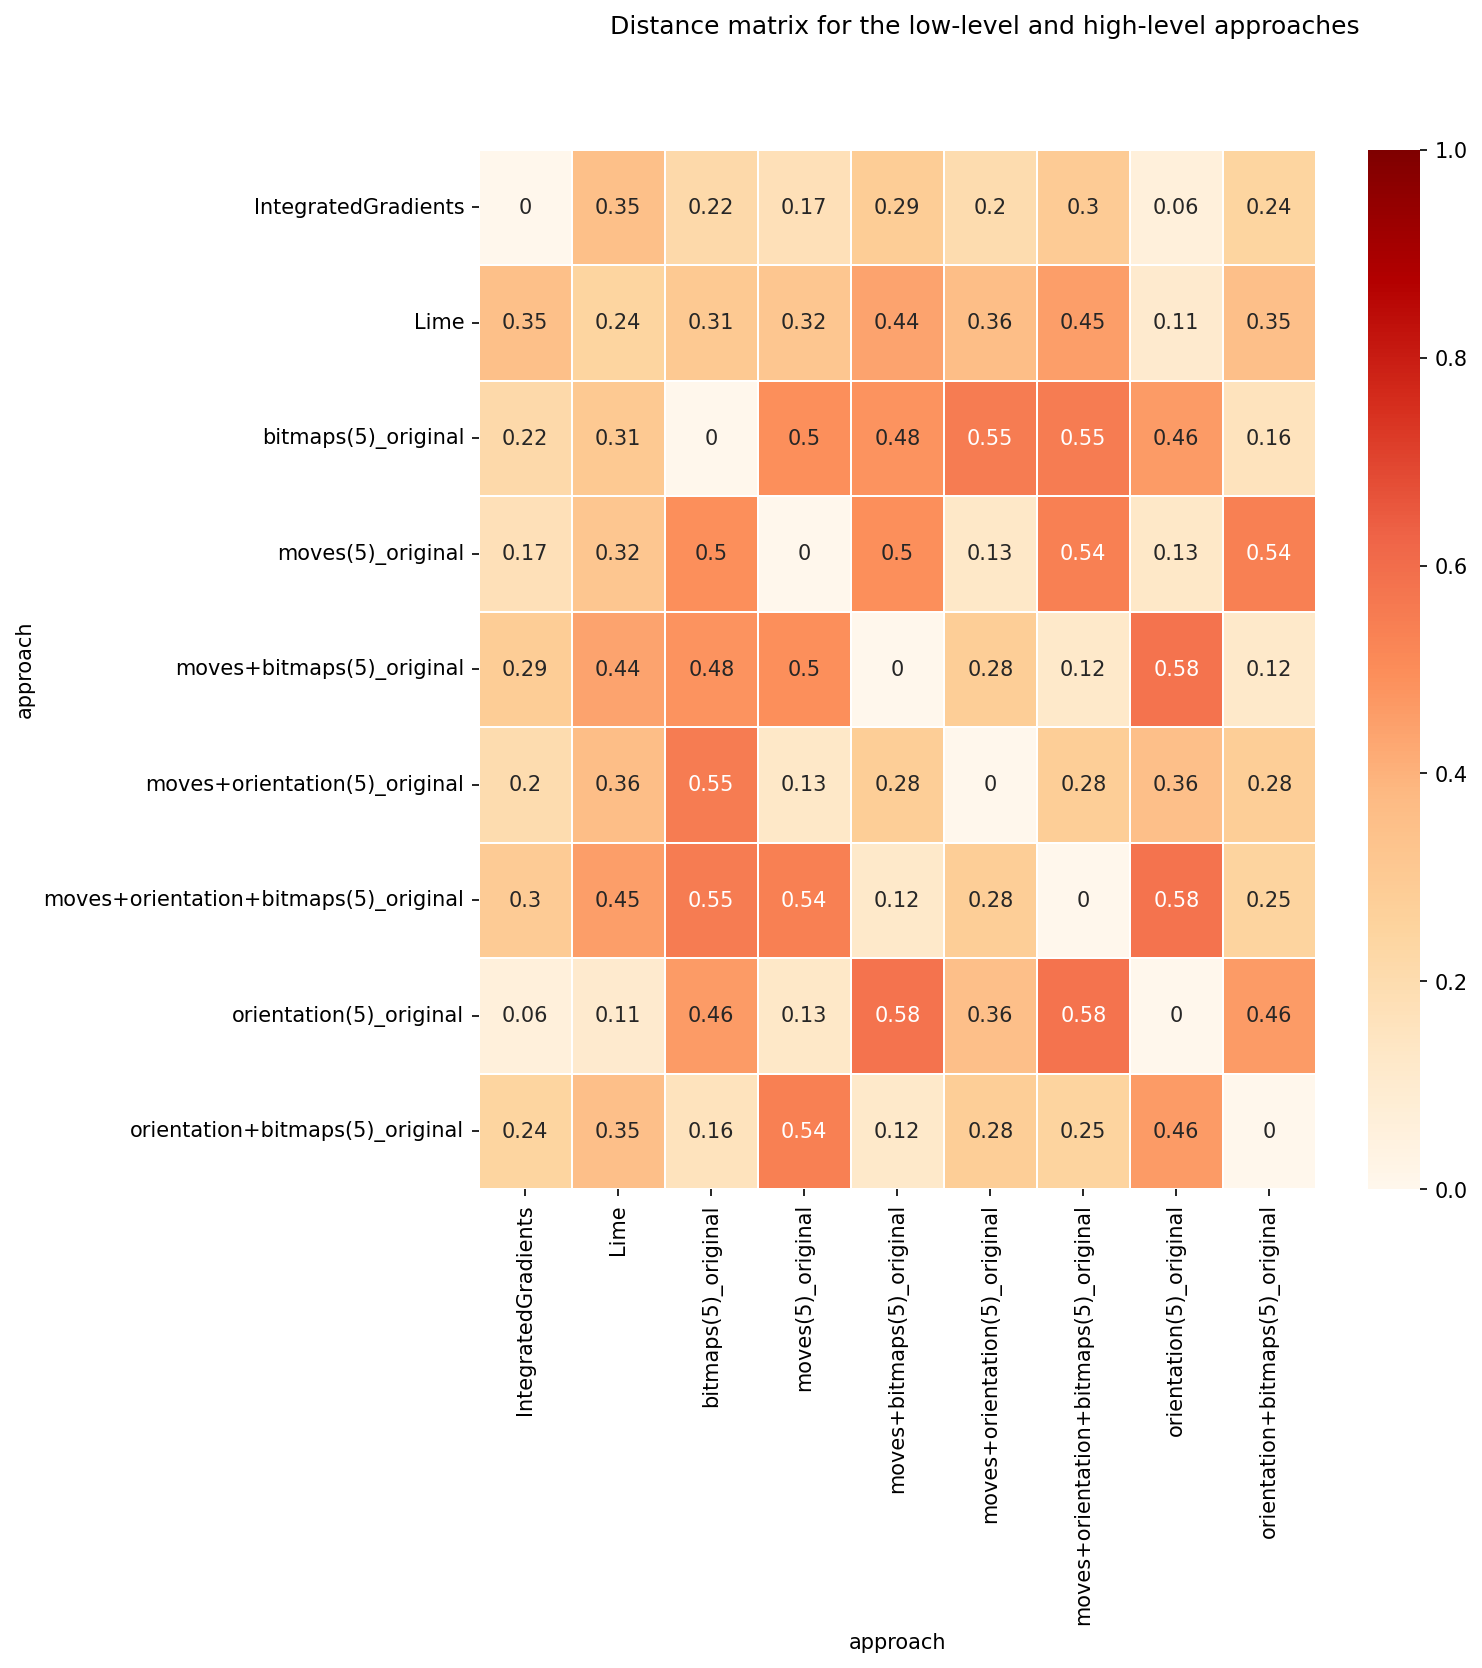 Distance matrix for the low-level and high-level approaches
IntegratedGradients 0 0.35 0.22 0.17 0.29 0.2 0.3 0.06 0.24
Lime 0.35 0.24 0.31 0.32 0.44 0.36 0.45 0.11 0.35
bitmaps(5)_original 0.22 0.31 0 0.5 0.48 0.55 0.55 0.46 0.16
moves(5)_original 0.17 0.32 0.5 0 0.5 0.13 0.54 0.13 0.54
moves+bitmaps(5)_original 0.29 0.44 0.48 0.5 0 0.28 0.12 0.58 0.12
moves+orientation(5)_original 0.2 0.36 0.55 0.13 0.28 0 0.28 0.36 0.28
moves+orientation+bitmaps(5)_original 0.3 0.45 0.55 0.54 0.12 0.28 0 0.58 0.25
orientation(5)_original 0.06 0.11 0.46 0.13 0.58 0.36 0.58 0 0.46
orientation+bitmaps(5)_original 0.24 0.35 0.16 0.54 0.12 0.28 0.25 0.46 0
approach
IntegratedGradients
Lime
bitmaps(5)_original
moves(5)_original
moves+bitmaps(5)_original
moves+orientation(5)_original
moves+orientation+bitmaps(5)_original
orientation(5)_original
orientation+bitmaps(5)_original
approach
1.0
0.8
0.6
0.4
0.2
0.0